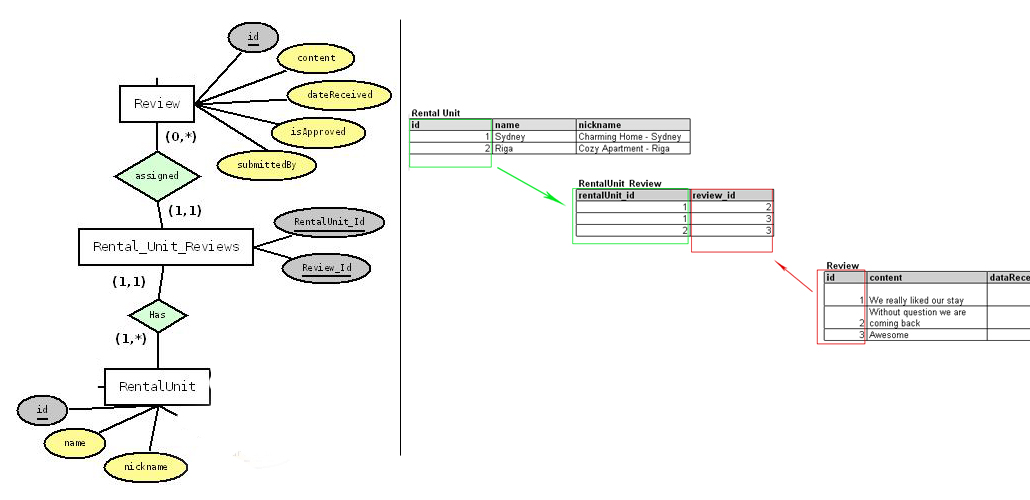 id
content
dateReceived
Review
isApproved
(0,*)
submittedBy
assigned
(1,1)
RentalUnit_Id
Rental_Unit_Reviews
Review_Id
(1,1)
Has
(1,*)
RentalUnit
id
name
nickname
Rental Unit
id name nickname
1 Sydney Charming Home - Sydney
2 Riga Cozy Apartment - Riga
RentalUnit_Review
rentalUnit_id review_id
1 2
1 3
2 3
Review
id content dataRece
1 We really liked our stay
Without question we are
2 coming back
3 Awesome